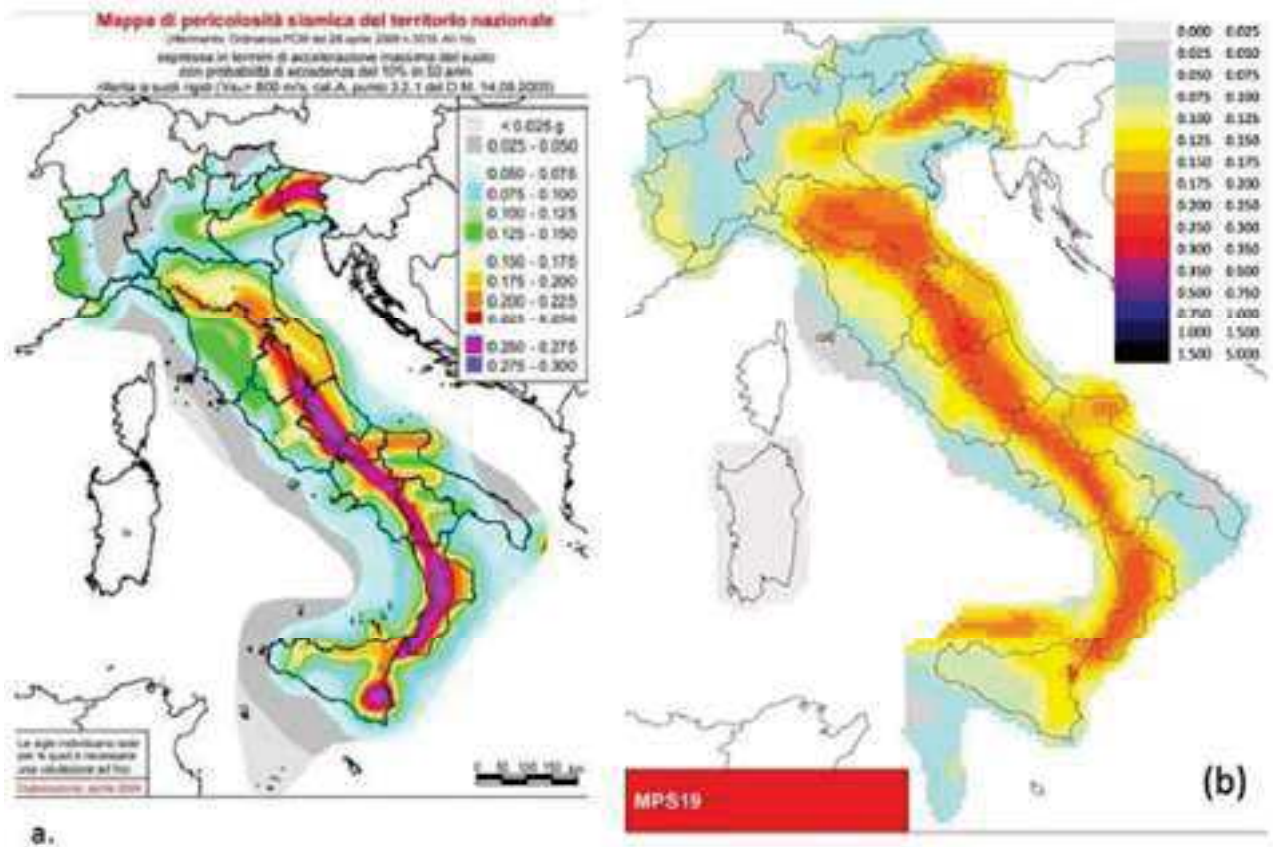 Mappa di pericolosità sismica del territorio nazionale
espressa in termini di accelerazione massima del suolo
con probabilità di eccedenza del 10% in 50 anni
< 0.025 g
0.025 - 0.050
0.050 - 0.075
0.075 - 0.100
0.100 - 0.125
0.125 - 0.150
0.150 - 0.175
0.175 - 0.200
0.200 - 0.225
0.250 - 0.275
0.275 - 0.300
0 50 100 150 km
a.
0.000 0.025
0.025 0.050
0.050 0.075
0.075 0.100
0.100 0.125
0.125 0.150
0.150 0.175
0.175 0.200
0.200 0.250
0.250 0.300
0.300 0.350
0.350 0.500
0.500 0.750
0.750 1.000
1.000 1.500
1.500 5.000
MPS19
(b)